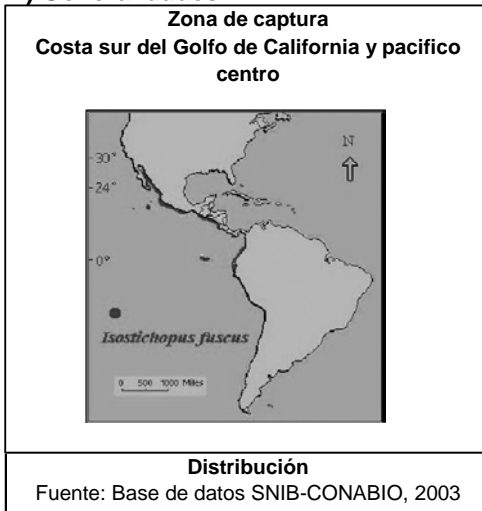 Zona de captura
Costa sur del Golfo de California y pacifico
centro
N
30°
24°
0°
Isostichopus fuscus
0 500 1000 Miles
Distribución
Fuente: Base de datos SNIB-CONABIO, 2003